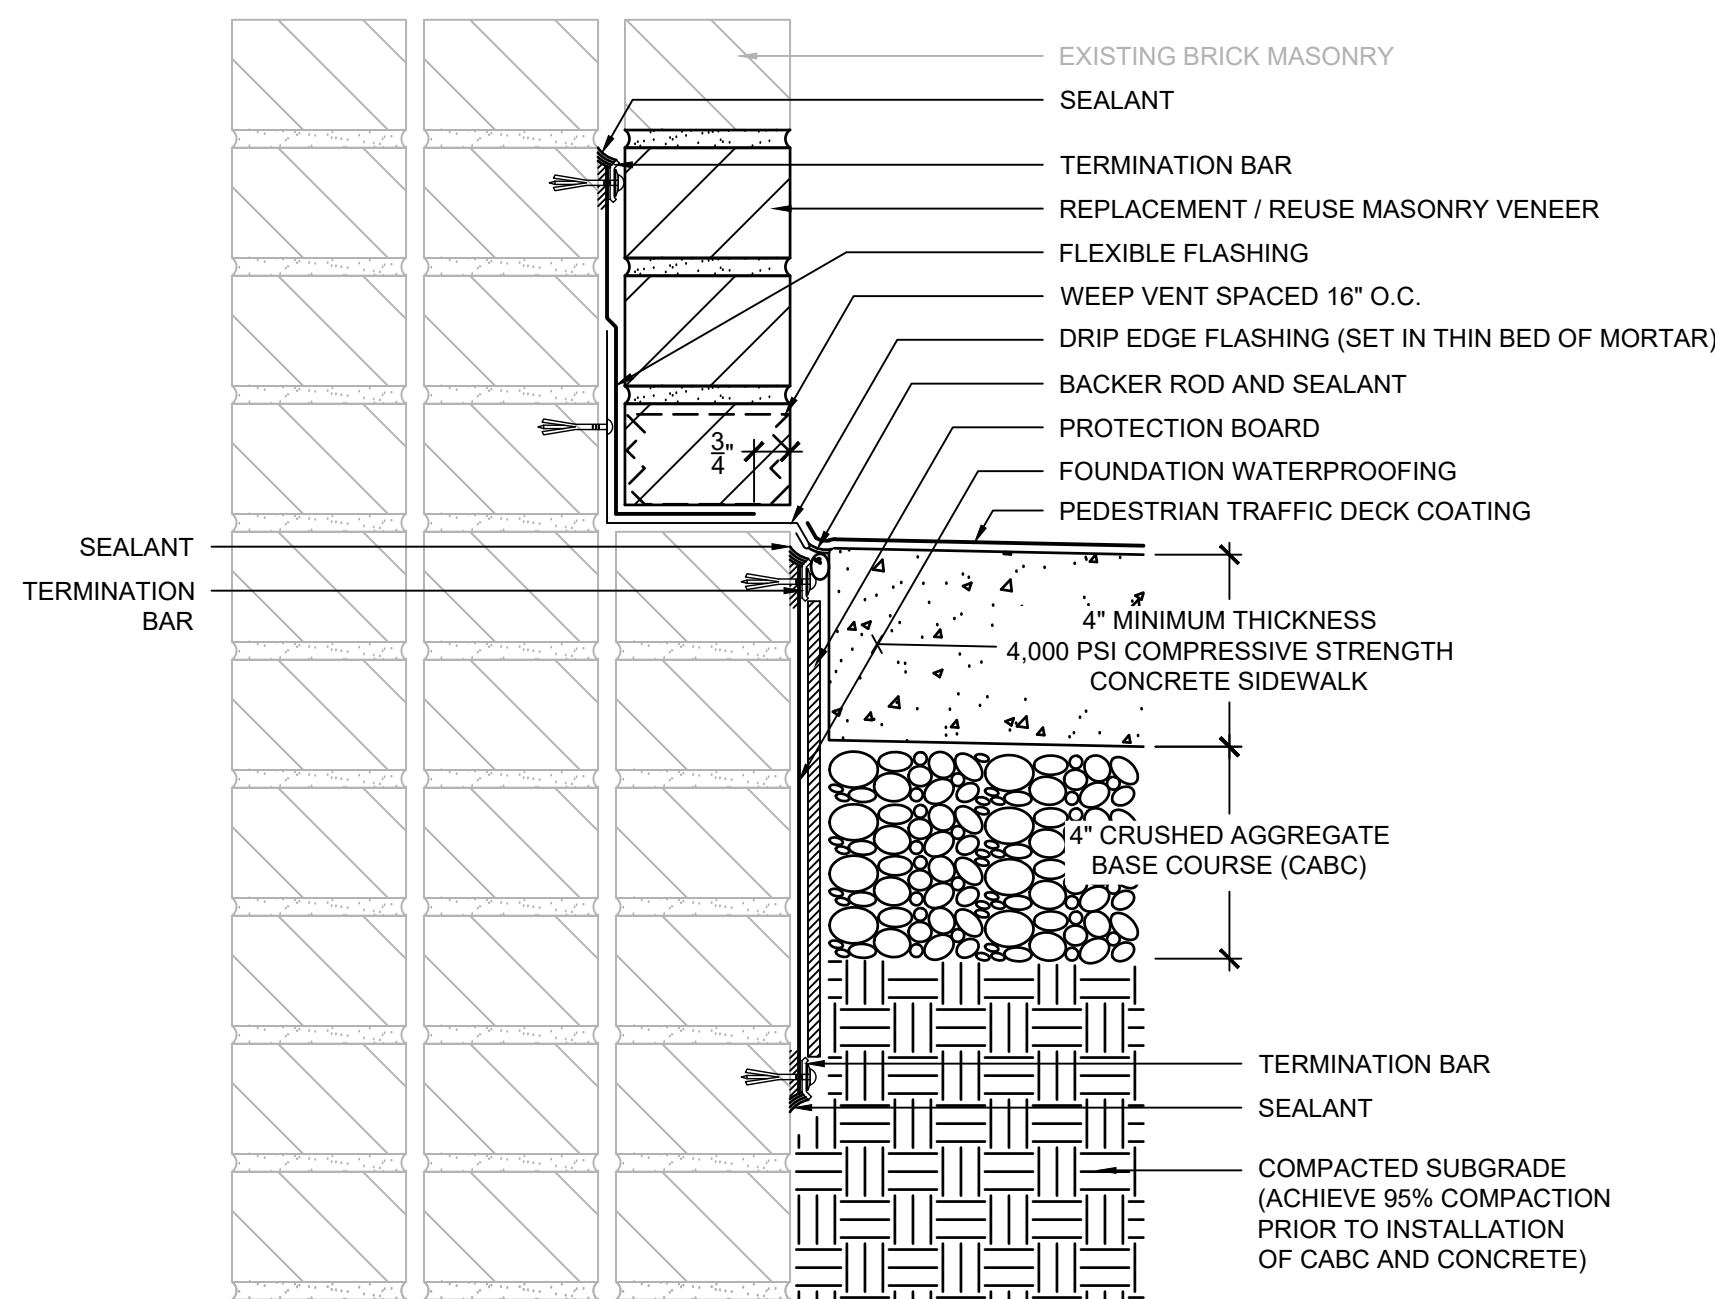 EXISTING BRICK MASONRY
SEALANT
TERMINATION BAR
REPLACEMENT / REUSE MASONRY VENEER
FLEXIBLE FLASHING
WEEP VENT SPACED 16" O.C.
DRIP EDGE FLASHING (SET IN THIN BED OF MORTAR)
BACKER ROD AND SEALANT
PROTECTION BOARD
FOUNDATION WATERPROOFING
PEDESTRIAN TRAFFIC DECK COATING
3/4"
SEALANT
TERMINATION
BAR
4" MINIMUM THICKNESS
4,000 PSI COMPRESSIVE STRENGTH
CONCRETE SIDEWALK
4" CRUSHED AGGREGATE
BASE COURSE (CABC)
TERMINATION BAR
SEALANT
COMPACTED SUBGRADE
(ACHIEVE 95% COMPACTION
PRIOR TO INSTALLATION
OF CABC AND CONCRETE)